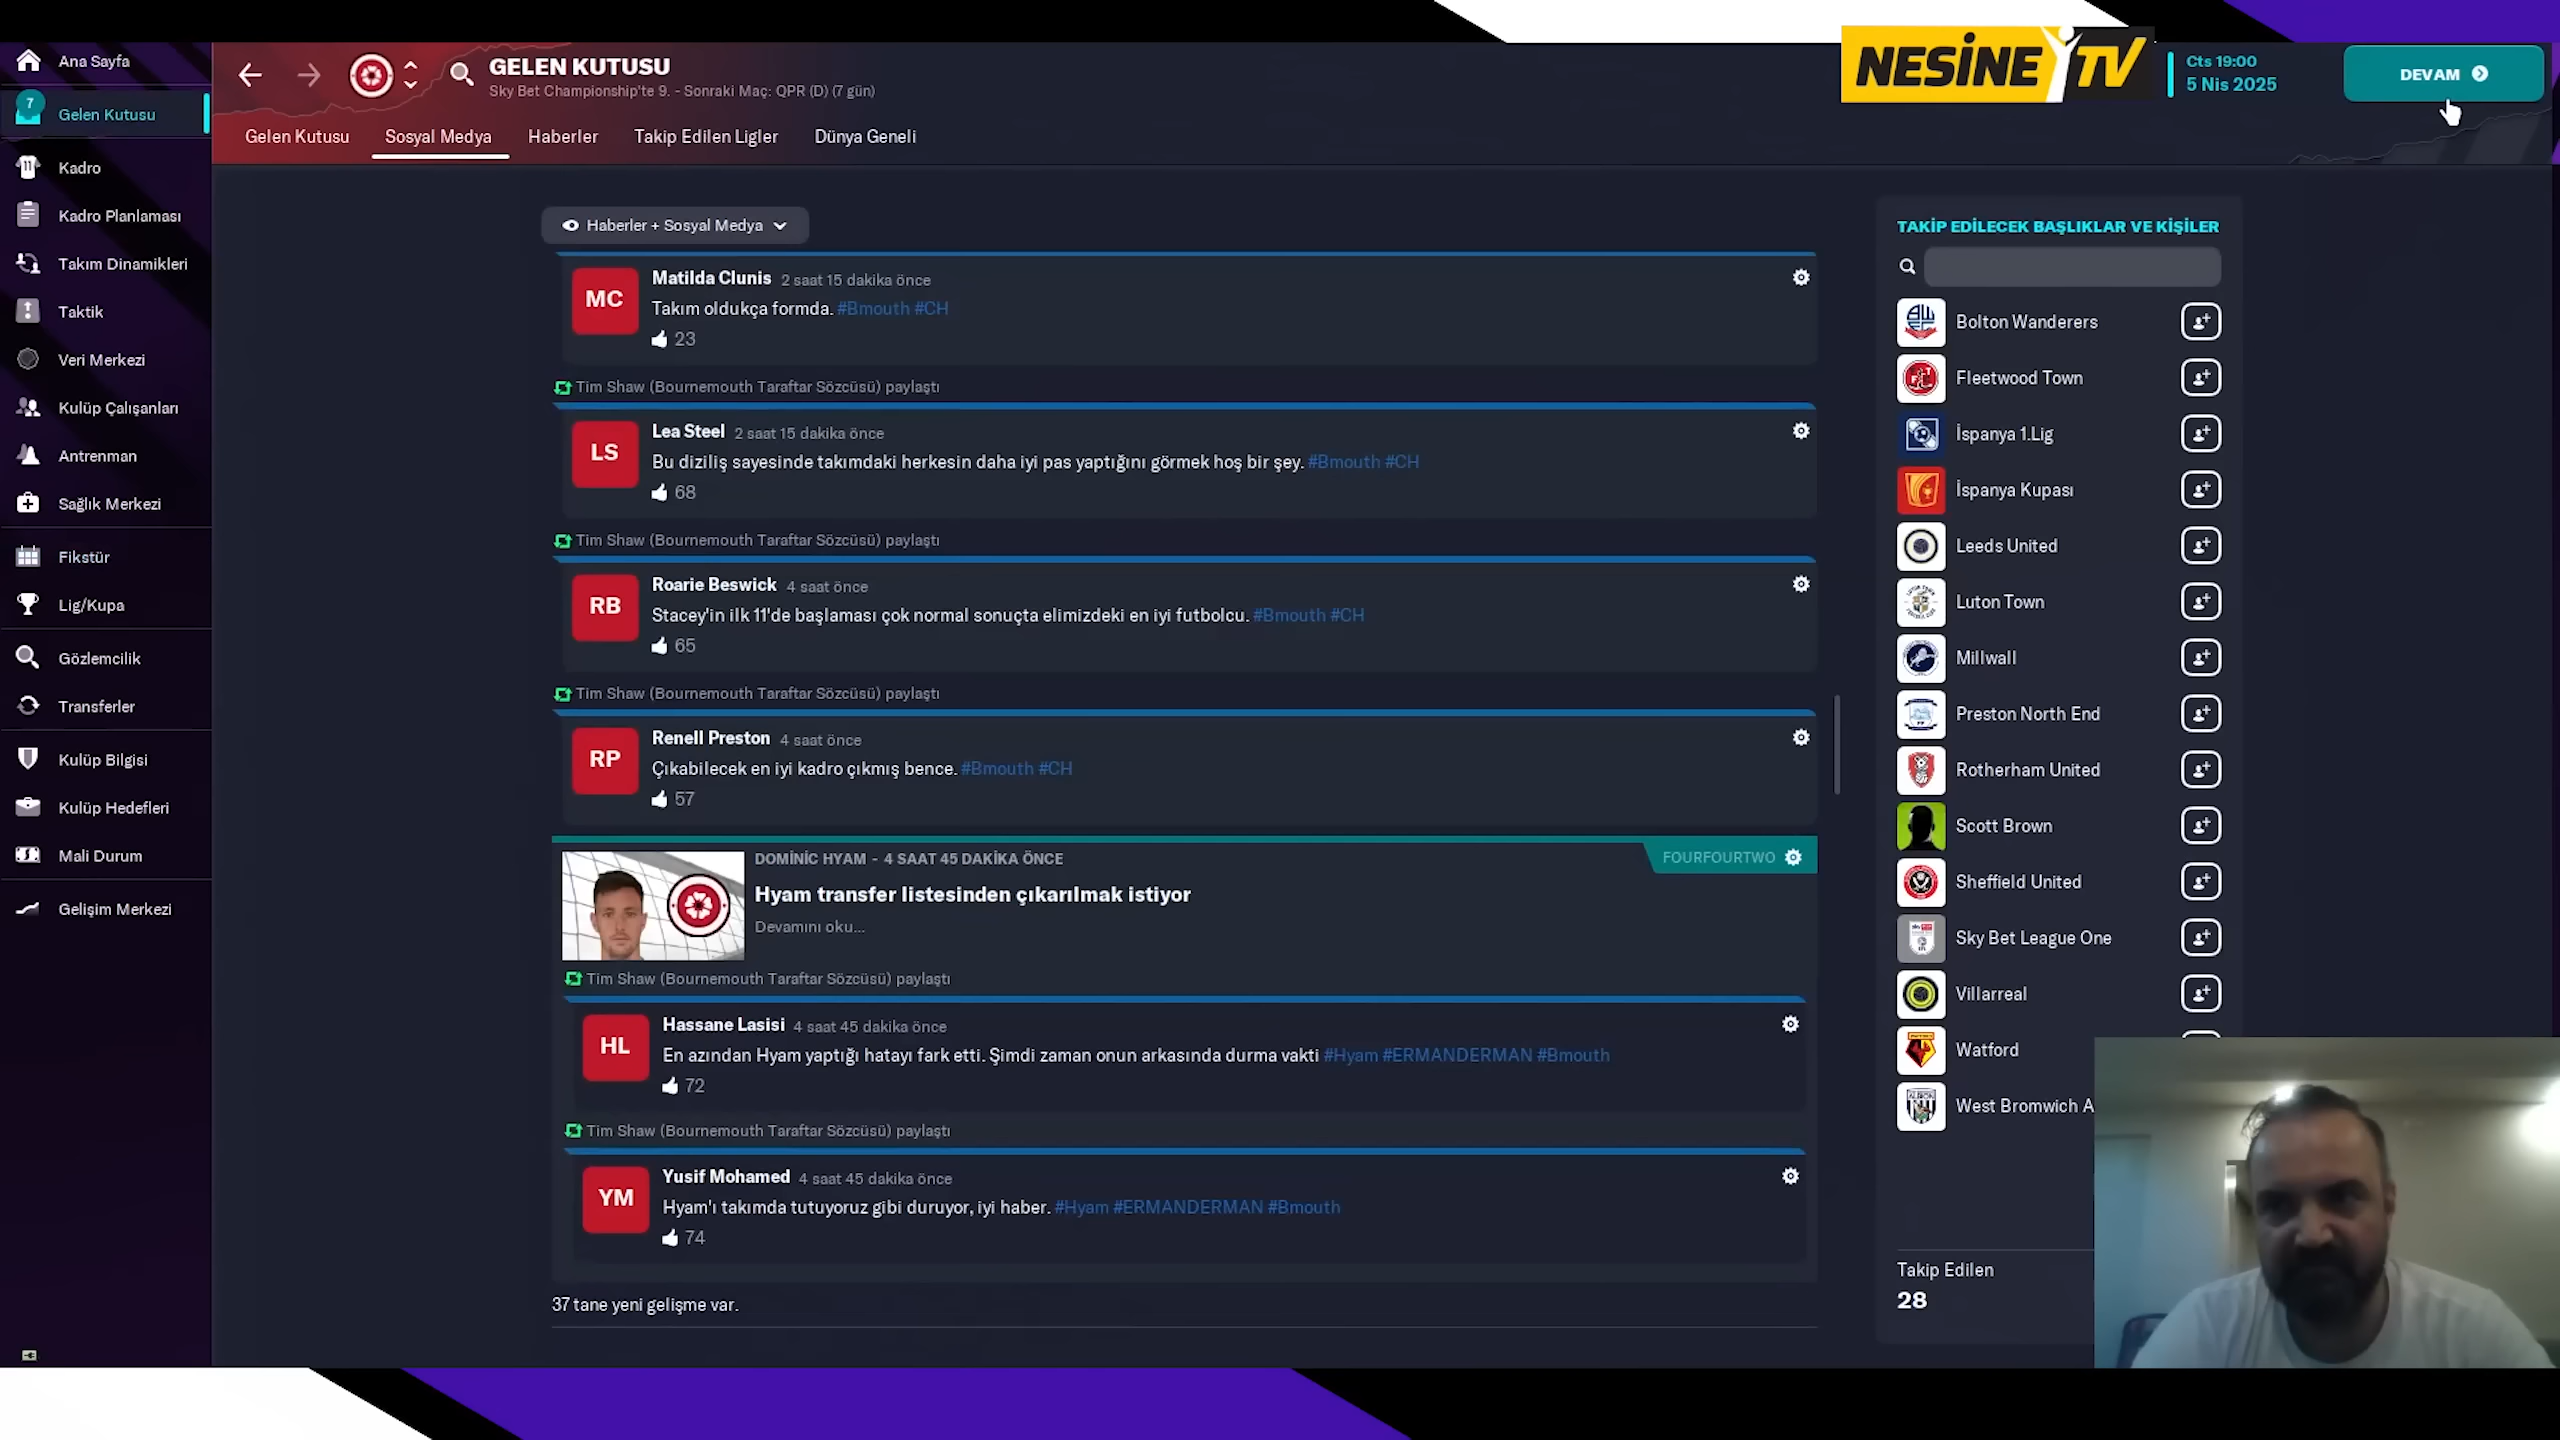 Ana Sayfa
7
Gelen Kutusu
Kadro
Kadro Planlaması
Takım Dinamikleri
Taktik
Veri Merkezi
Kulüp Çalışanları
Antrenman
Sağlık Merkezi
Fikstür
Lig/Kupa
Gözlemcilik
Transferler
Kulüp Bilgisi
Kulüp Hedefleri
Mali Durum
Gelişim Merkezi
GELEN KUTUSU
Sky Bet Championship'te 9. - Sonraki Maç: QPR (D) (7 gün)
NESİNE TV
Cts 19:00
5 Nis 2025
DEVAM
Gelen Kutusu
Sosyal Medya
Haberler
Takip Edilen Ligler
Dünya Geneli
Haberler + Sosyal Medya
MC
Matilda Clunis 2 saat 15 dakika önce
Takım oldukça formda. #Bmouth #CH
23
Tim Shaw (Bournemouth Taraftar Sözcüsü) paylaştı
LS
Lea Steel 2 saat 15 dakika önce
Bu diziliş sayesinde takımdaki herkesin daha iyi pas yaptığını görmek hoş bir şey. #Bmouth #CH
68
Tim Shaw (Bournemouth Taraftar Sözcüsü) paylaştı
RB
Roarie Beswick 4 saat önce
Stacey'in ilk 11'de başlaması çok normal sonuçta elimizdeki en iyi futbolcu. #Bmouth #CH
65
Tim Shaw (Bournemouth Taraftar Sözcüsü) paylaştı
RP
Renell Preston 4 saat önce
Çıkabilecek en iyi kadro çıkmış bence. #Bmouth #CH
57
DOMİNİC HYAM - 4 SAAT 45 DAKİKA ÖNCE
FOURFOURTWO
Hyam transfer listesinden çıkarılmak istiyor
Devamını oku...
Tim Shaw (Bournemouth Taraftar Sözcüsü) paylaştı
HL
Hassane Lasisi 4 saat 45 dakika önce
En azından Hyam yaptığı hatayı fark etti. Şimdi zaman onun arkasında durma vakti #Hyam #ERMANDERMAN #Bmouth
72
Tim Shaw (Bournemouth Taraftar Sözcüsü) paylaştı
YM
Yusif Mohamed 4 saat 45 dakika önce
Hyam'ı takımda tutuyoruz gibi duruyor, iyi haber. #Hyam #ERMANDERMAN #Bmouth
74
37 tane yeni gelişme var.
TAKİP EDİLECEK BAŞLIKLAR VE KİŞİLER
Bolton Wanderers
Fleetwood Town
İspanya 1.Lig
İspanya Kupası
Leeds United
Luton Town
Millwall
Preston North End
Rotherham United
Scott Brown
Sheffield United
Sky Bet League One
Villarreal
Watford
West Bromwich A
Takip Edilen
28